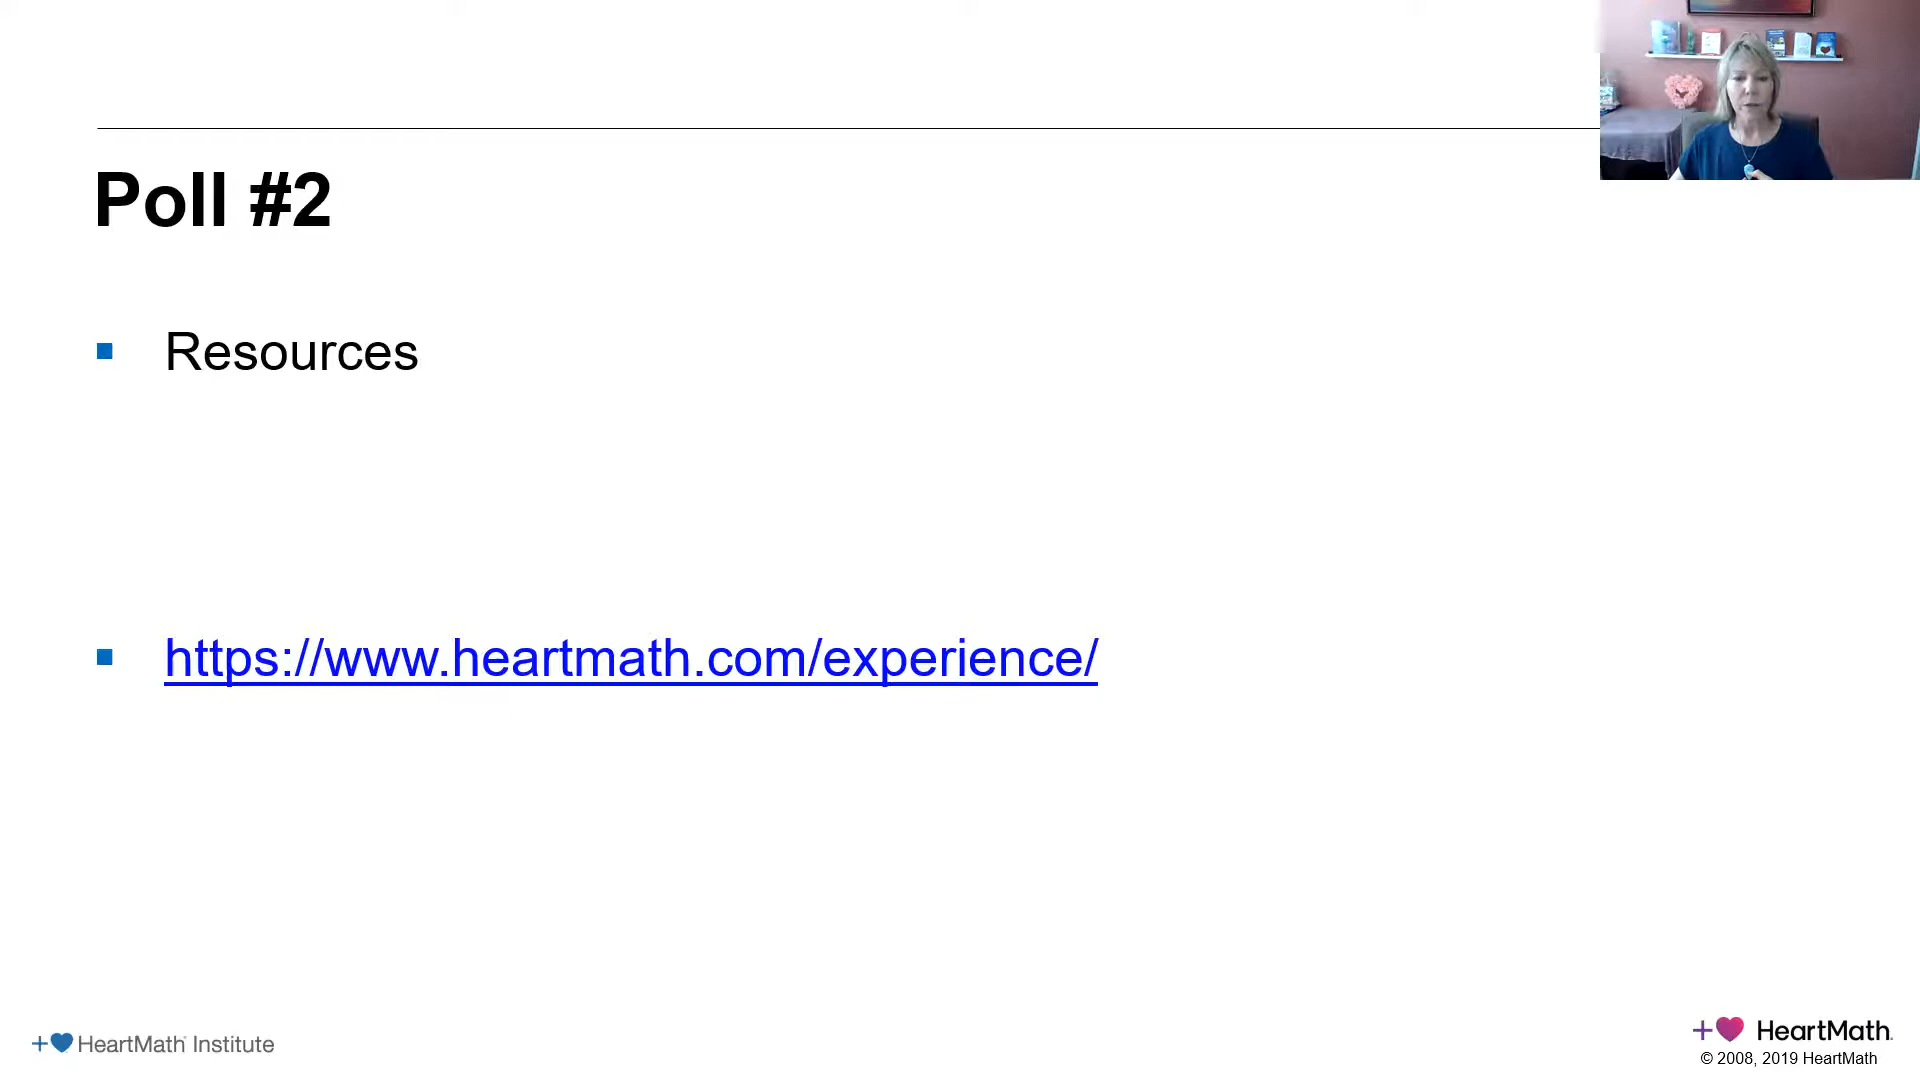 Poll #2
Resources
https://www.heartmath.com/experience/
HeartMath Institute
HeartMath
© 2008, 2019 HeartMath